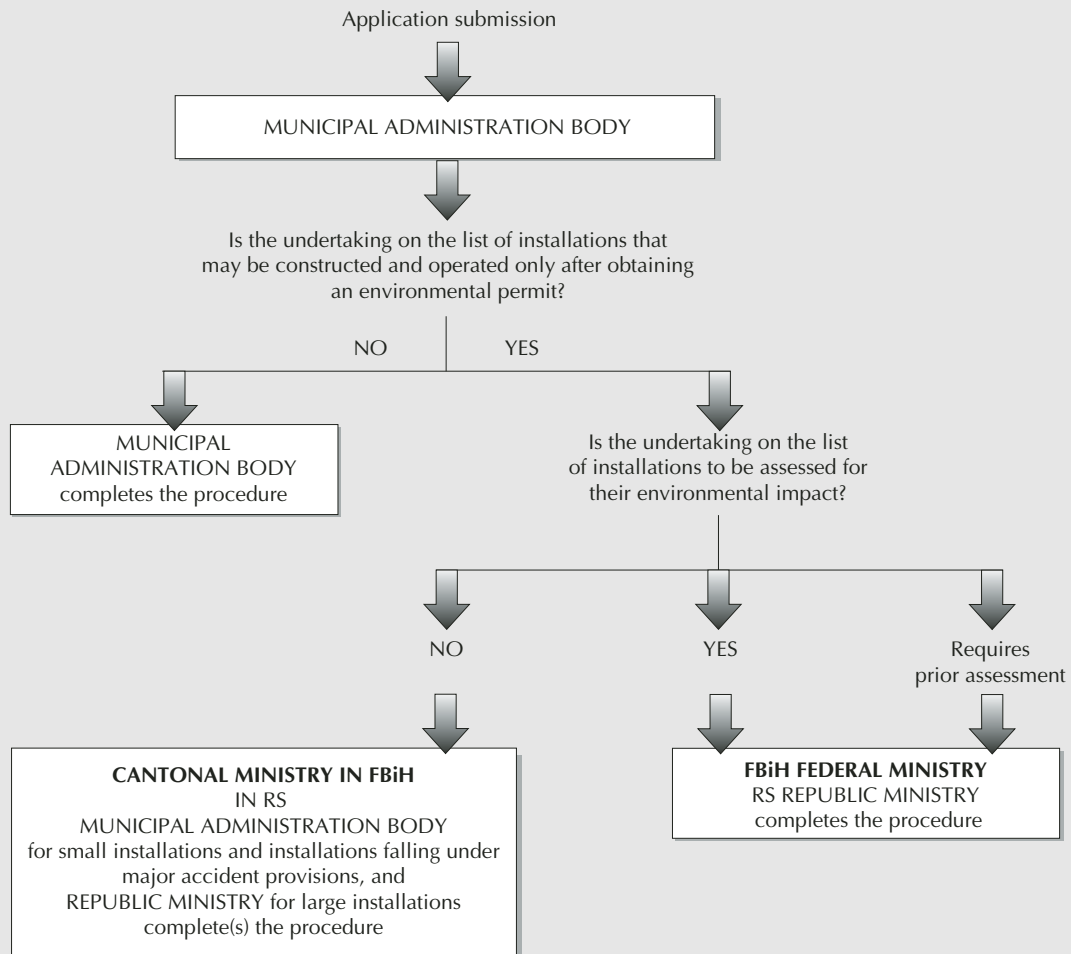 Application submission
MUNICIPAL ADMINISTRATION BODY
Is the undertaking on the list of installations that
may be constructed and operated only after obtaining
an environmental permit?
NO
YES
MUNICIPAL
ADMINISTRATION BODY
completes the procedure
Is the undertaking on the list
of installations to be assessed for
their environmental impact?
NO
YES
Requires
prior assessment
CANTONAL MINISTRY IN FBiH
IN RS
MUNICIPAL ADMINISTRATION BODY
for small installations and installations falling under
major accident provisions, and
REPUBLIC MINISTRY for large installations
complete(s) the procedure
FBiH FEDERAL MINISTRY
RS REPUBLIC MINISTRY
completes the procedure